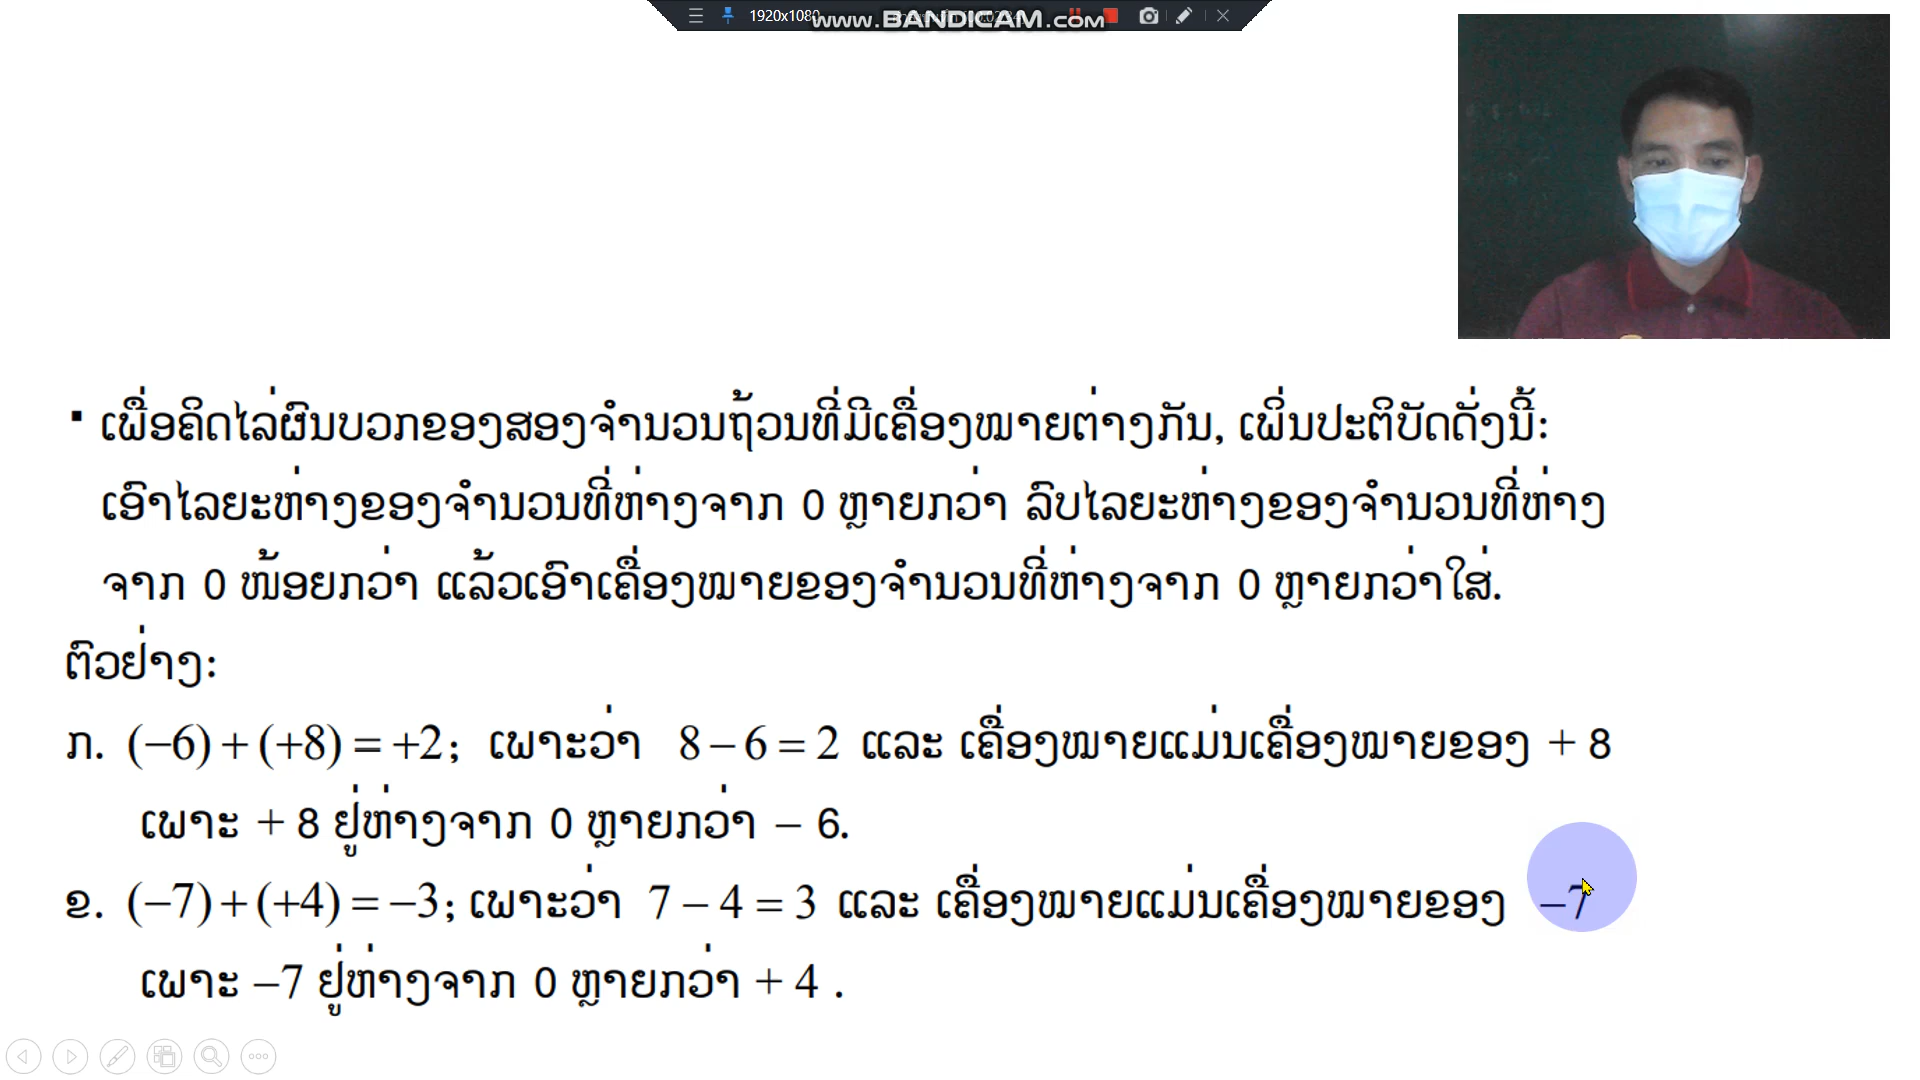 1920x1080
www.BANDICAM.com
▪ ເພື່ອຄິດໄລ່ຜົນບວກຂອງສອງຈຳນວນຖ້ວນທີ່ມີເຄື່ອງໝາຍຕ່າງກັນ, ເພິ່ນປະຕິບັດດັ່ງນີ້:
ເອົາໄລຍະຫ່າງຂອງຈຳນວນທີ່ຫ່າງຈາກ 0 ຫຼາຍກວ່າ ລົບໄລຍະຫ່າງຂອງຈຳນວນທີ່ຫ່າງ
ຈາກ 0 ໜ້ອຍກວ່າ ແລ້ວເອົາເຄື່ອງໝາຍຂອງຈຳນວນທີ່ຫ່າງຈາກ 0 ຫຼາຍກວ່າໃສ່.
ຕົວຢ່າງ:
ກ. (−6)+(+8)=+2; ເພາະວ່າ 8−6=2 ແລະ ເຄື່ອງໝາຍແມ່ນເຄື່ອງໝາຍຂອງ + 8
ເພາະ + 8 ຢູ່ຫ່າງຈາກ 0 ຫຼາຍກວ່າ − 6.
ຂ. (−7)+(+4)=−3; ເພາະວ່າ 7 − 4 = 3 ແລະ ເຄື່ອງໝາຍແມ່ນເຄື່ອງໝາຍຂອງ −7
ເພາະ −7 ຢູ່ຫ່າງຈາກ 0 ຫຼາຍກວ່າ + 4 .